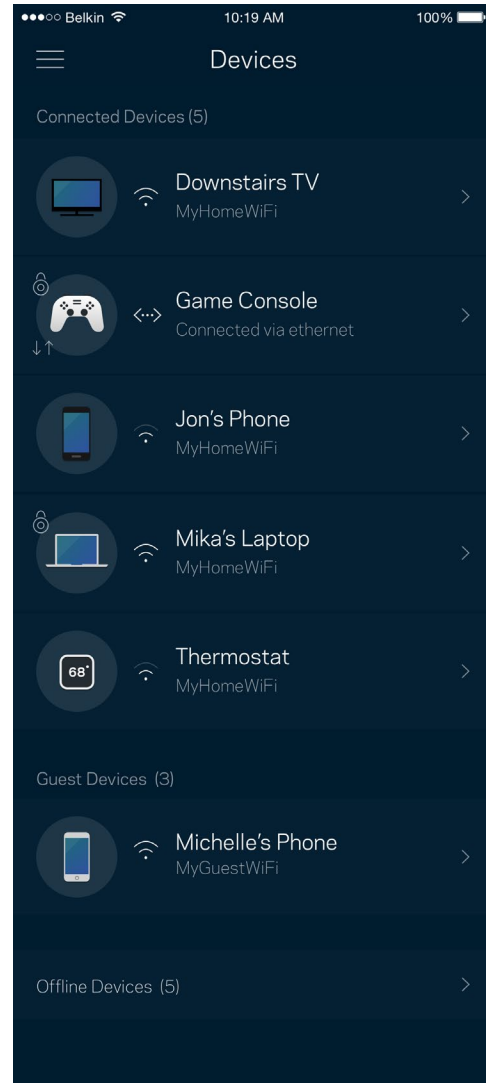 Belkin 10:19 AM 100%
Devices
Connected Devices (5)
Downstairs TV
MyHomeWiFi
Game Console
Connected via ethernet
Jon's Phone
MyHomeWiFi
Mika's Laptop
MyHomeWiFi
68°
Thermostat
MyHomeWiFi
Guest Devices (3)
Michelle's Phone
MyGuestWiFi
Offline Devices (5)